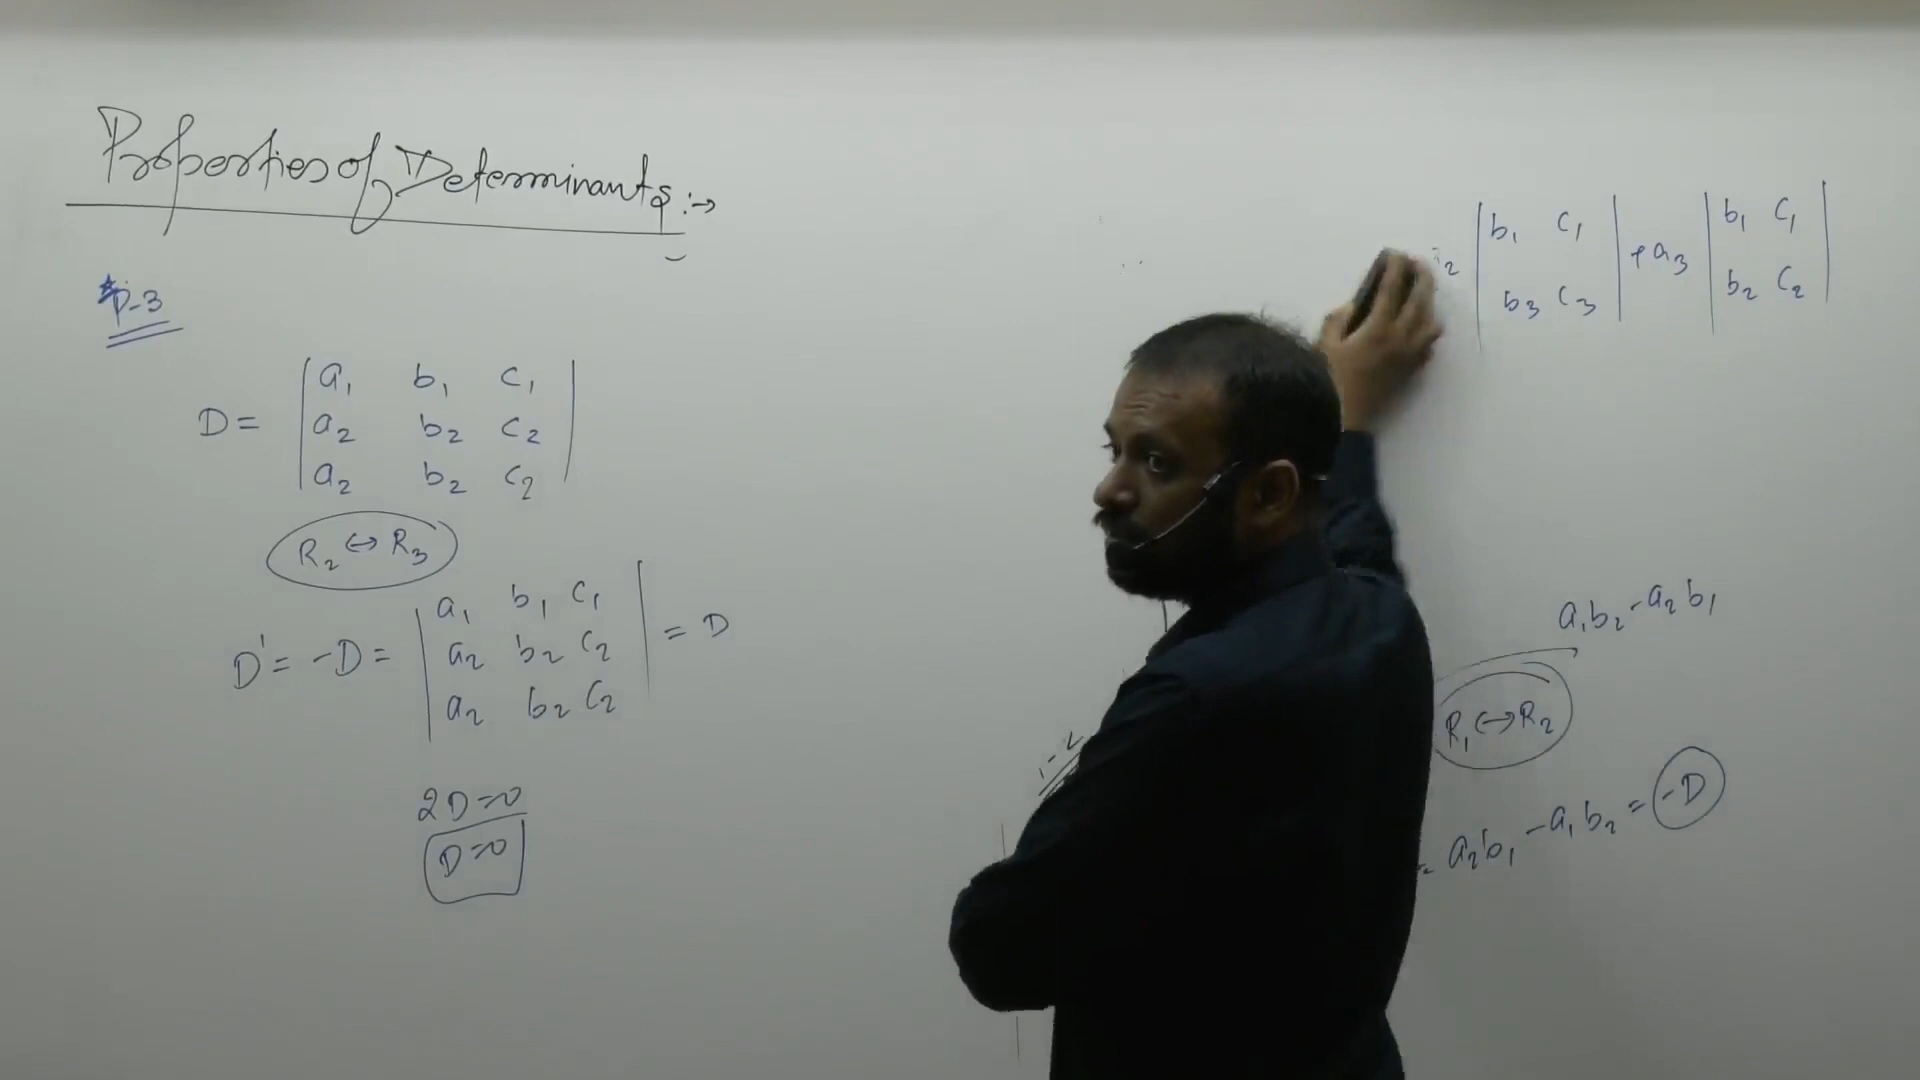 Properties of Determinants :→
*P-3
D = | a₁ b₁ c₁ |
| a₂ b₂ c₂ |
| a₂ b₂ c₂ |
R₂ ↔ R₃
D' = -D = | a₁ b₁ c₁ | = D
| a₂ b₂ c₂ |
| a₂ b₂ c₂ |
2D=0
D=0
₂ | b₁ c₁ | + a₃ | b₁ c₁ |
| b₃ c₃ | | b₂ c₂ |
a₁b₂ - a₂b₁
R₁ ↔ R₂
= a₂b₁ - a₁b₂ = -D